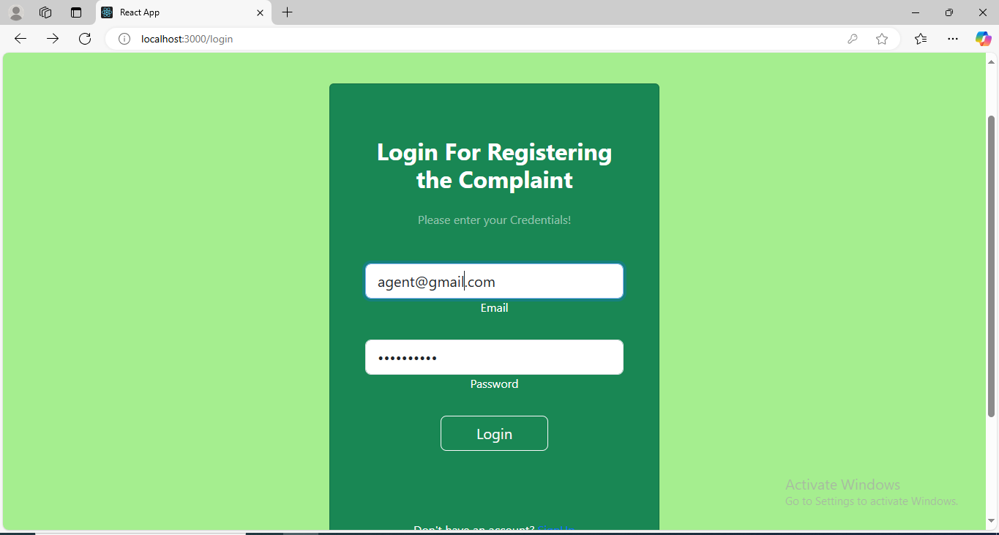 React App
localhost:3000/login
Login For Registering
the Complaint
Please enter your Credentials!
agent@gmail.com
Email
••••••••••
Password
Login
Don't have an account? SignUp
Activate Windows
Go to Settings to activate Windows.